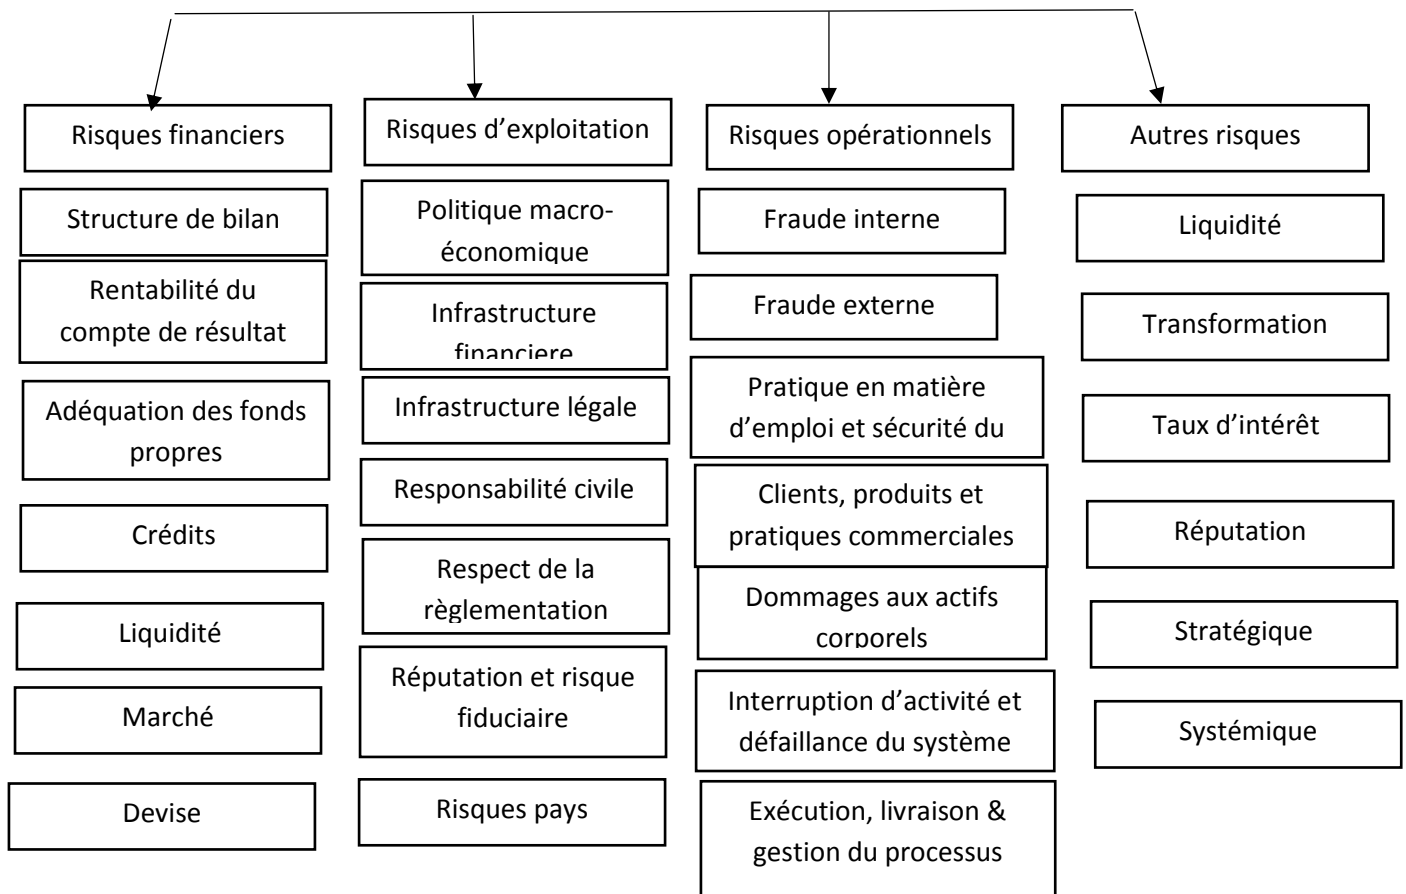 Risques financiers
Structure de bilan
Rentabilité du
compte de résultat
Adéquation des fonds
propres
Crédits
Liquidité
Marché
Devise
Risques d’exploitation
Politique macro-
économique
Infrastructure
financiere
Infrastructure légale
Responsabilité civile
Respect de la
règlementation
Réputation et risque
fiduciaire
Risques pays
Risques opérationnels
Fraude interne
Fraude externe
Pratique en matière
d’emploi et sécurité du
Clients, produits et
pratiques commerciales
Dommages aux actifs
corporels
Interruption d’activité et
défaillance du système
Exécution, livraison &
gestion du processus
Autres risques
Liquidité
Transformation
Taux d’intérêt
Réputation
Stratégique
Systémique